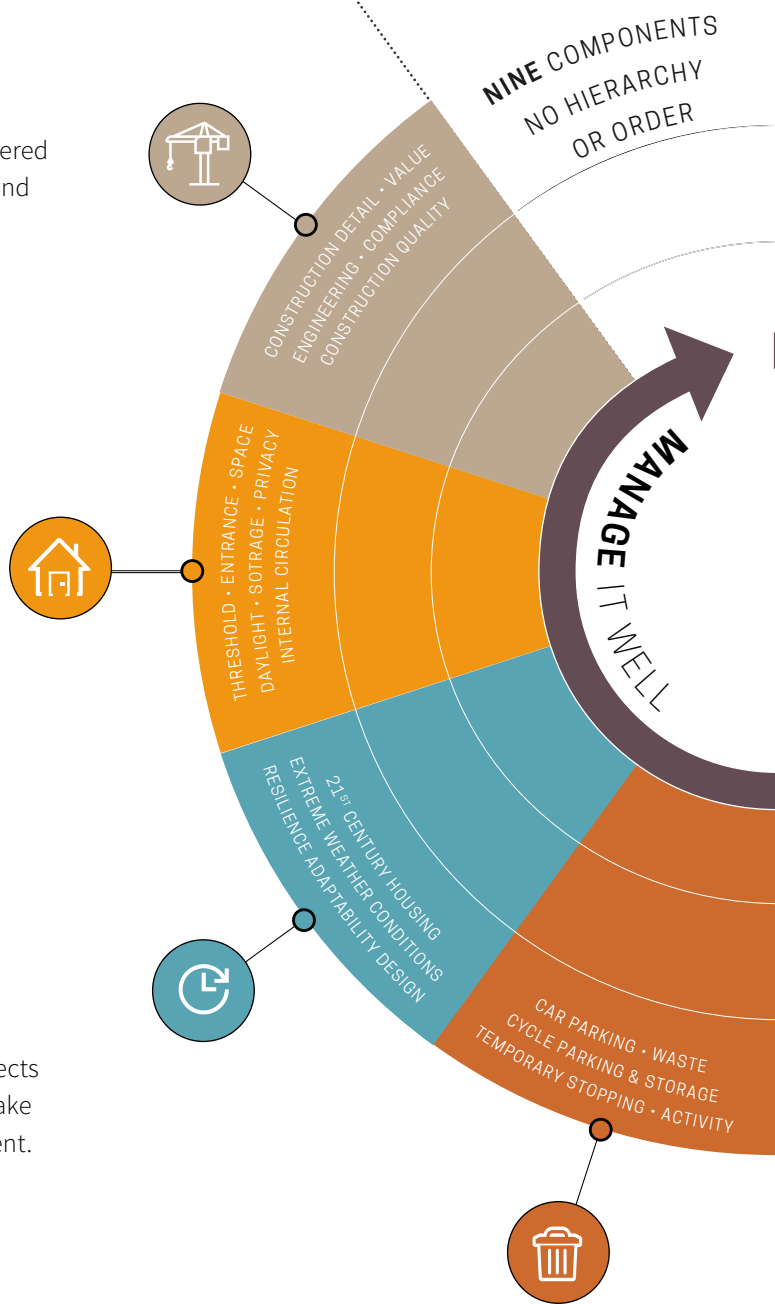 NINE COMPONENTS
NO HIERARCHY
OR ORDER
ered
nd
CONSTRUCTION DETAIL • VALUE
ENGINEERING • COMPLIANCE
CONSTRUCTION QUALITY
MANAGE IT WELL
THRESHOLD • ENTRANCE • SPACE
DAYLIGHT • SOTRAGE • PRIVACY
INTERNAL CIRCULATION
21ST CENTURY HOUSING
EXTREME WEATHER CONDITIONS
RESILIENCE ADAPTABILITY DESIGN
CAR PARKING • WASTE
CYCLE PARKING & STORAGE
TEMPORARY STOPPING • ACTIVITY
ects
ake
ent.